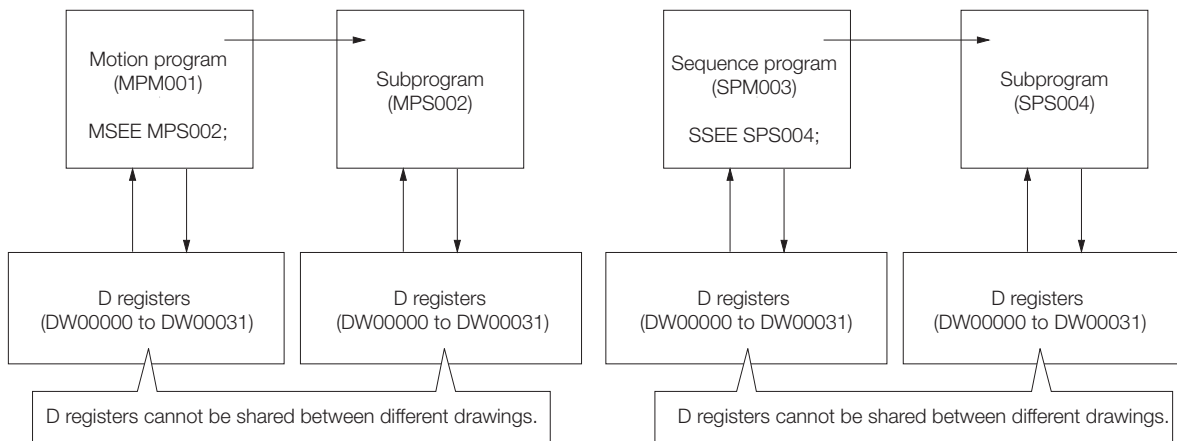 Motion program
(MPM001)
MSEE MPS002;
Subprogram
(MPS002)
Sequence program
(SPM003)
SSEE SPS004;
Subprogram
(SPS004)
D registers
(DW00000 to DW00031)
D registers
(DW00000 to DW00031)
D registers
(DW00000 to DW00031)
D registers
(DW00000 to DW00031)
D registers cannot be shared between different drawings.
D registers cannot be shared between different drawings.